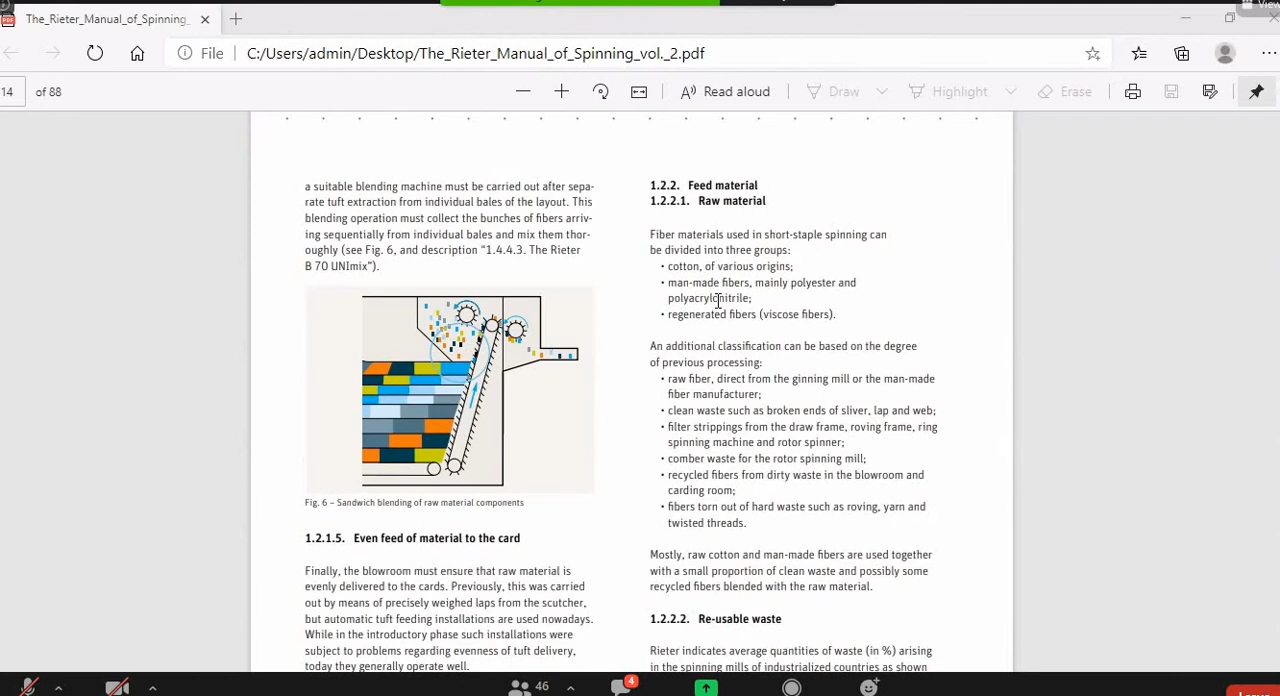 The_Rieter_Manual_of_Spinning_
View
File C:/Users/admin/Desktop/The_Rieter_Manual_of_Spinning_vol._2.pdf
14 of 88 Read aloud Draw Highlight Erase
a suitable blending machine must be carried out after sepa-
rate tuft extraction from individual bales of the layout. This
blending operation must collect the bunches of fibers arriv-
ing sequentially from individual bales and mix them thor-
oughly (see Fig. 6, and description “1.4.4.3. The Rieter
B 70 UNImix”).
Fig. 6 – Sandwich blending of raw material components
1.2.1.5. Even feed of material to the card
Finally, the blowroom must ensure that raw material is
evenly delivered to the cards. Previously, this was carried
out by means of precisely weighed laps from the scutcher,
but automatic tuft feeding installations are used nowadays.
While in the introductory phase such installations were
subject to problems regarding evenness of tuft delivery,
today they generally operate well.
1.2.2. Feed material
1.2.2.1. Raw material
Fiber materials used in short-staple spinning can
be divided into three groups:
• cotton, of various origins;
• man-made fibers, mainly polyester and
polyacrylonitrile;
• regenerated fibers (viscose fibers).
An additional classification can be based on the degree
of previous processing:
• raw fiber, direct from the ginning mill or the man-made
fiber manufacturer;
• clean waste such as broken ends of sliver, lap and web;
• filter strippings from the draw frame, roving frame, ring
spinning machine and rotor spinner;
• comber waste for the rotor spinning mill;
• recycled fibers from dirty waste in the blowroom and
carding room;
• fibers torn out of hard waste such as roving, yarn and
twisted threads.
Mostly, raw cotton and man-made fibers are used together
with a small proportion of clean waste and possibly some
recycled fibers blended with the raw material.
1.2.2.2. Re-usable waste
Rieter indicates average quantities of waste (in %) arising
in the spinning mills of industrialized countries as shown
46 4